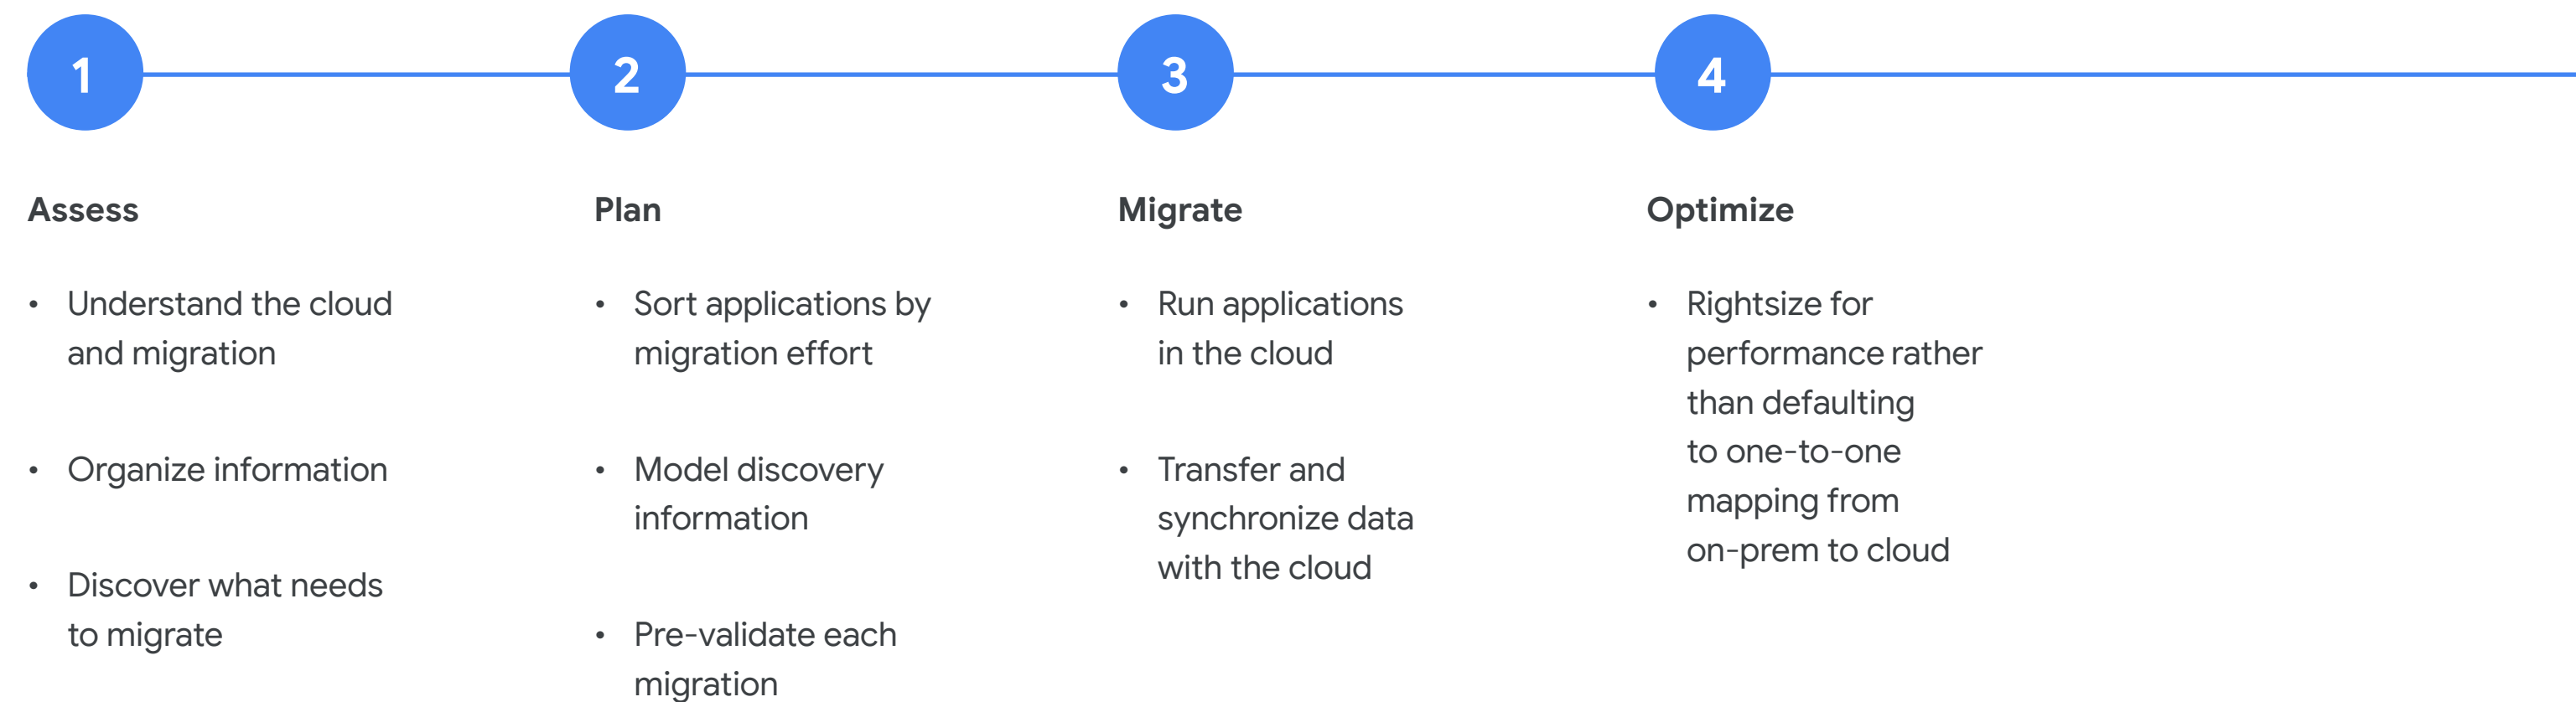 1
2
3
4
Assess
• Understand the cloud
and migration
• Organize information
• Discover what needs
to migrate
Plan
• Sort applications by
migration effort
• Model discovery
information
• Pre-validate each
migration
Migrate
• Run applications
in the cloud
• Transfer and
synchronize data
with the cloud
Optimize
• Rightsize for
performance rather
than defaulting
to one-to-one
mapping from
on-prem to cloud